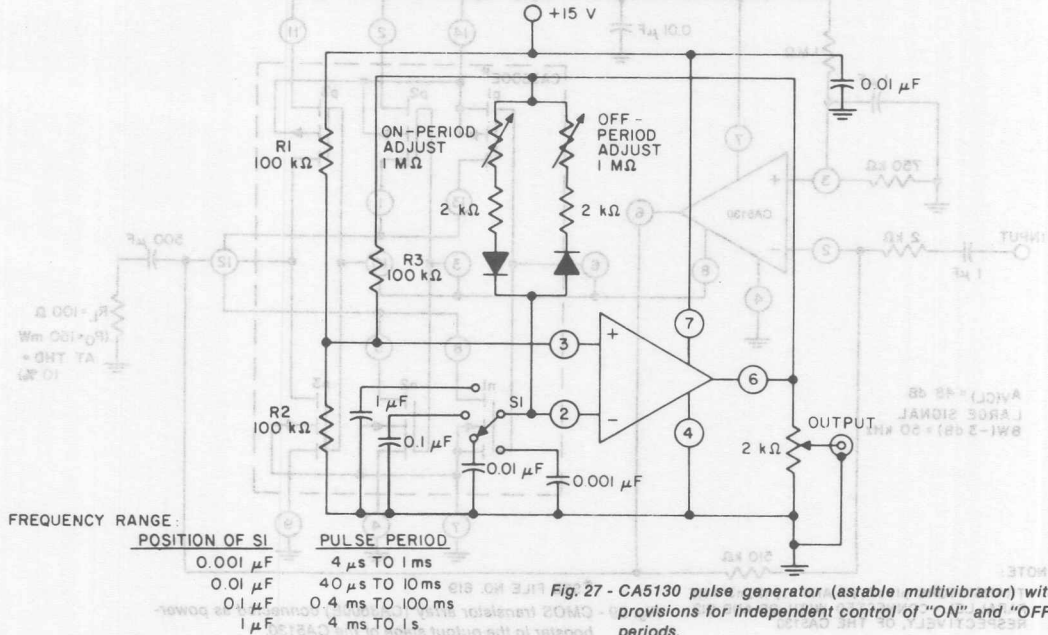 +15 V
0.01 μF
ON-PERIOD
ADJUST
1 MΩ
OFF-
PERIOD
ADJUST
1 MΩ
R1
100 kΩ
2 kΩ
2 kΩ
R3
100 kΩ
7
3
+
6
R2
100 kΩ
1 μF
S1
2
−
4
OUTPUT
0.1 μF
2 kΩ
0.01 μF
0.001 μF
FREQUENCY RANGE:
POSITION OF S1 PULSE PERIOD
0.001 μF 4 μs TO 1 ms
0.01 μF 40 μs TO 10 ms
0.1 μF 0.4 ms TO 100 ms
1 μF 4 ms TO 1 s
Fig. 27 - CA5130 pulse generator (astable multivibrator) wit
provisions for independent control of "ON" and "OFF
periods.